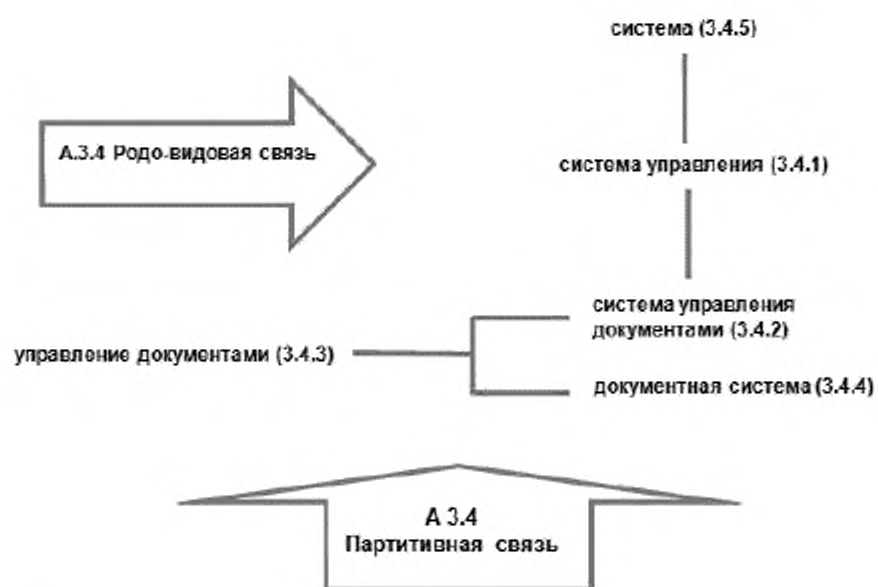 система (3.4.5)
А.3.4 Родо-видовая связь
система управления (3.4.1)
система управления
документами (3.4.2)
управление документами (3.4.3)
документная система (3.4.4)
А 3.4
Партитивная связь